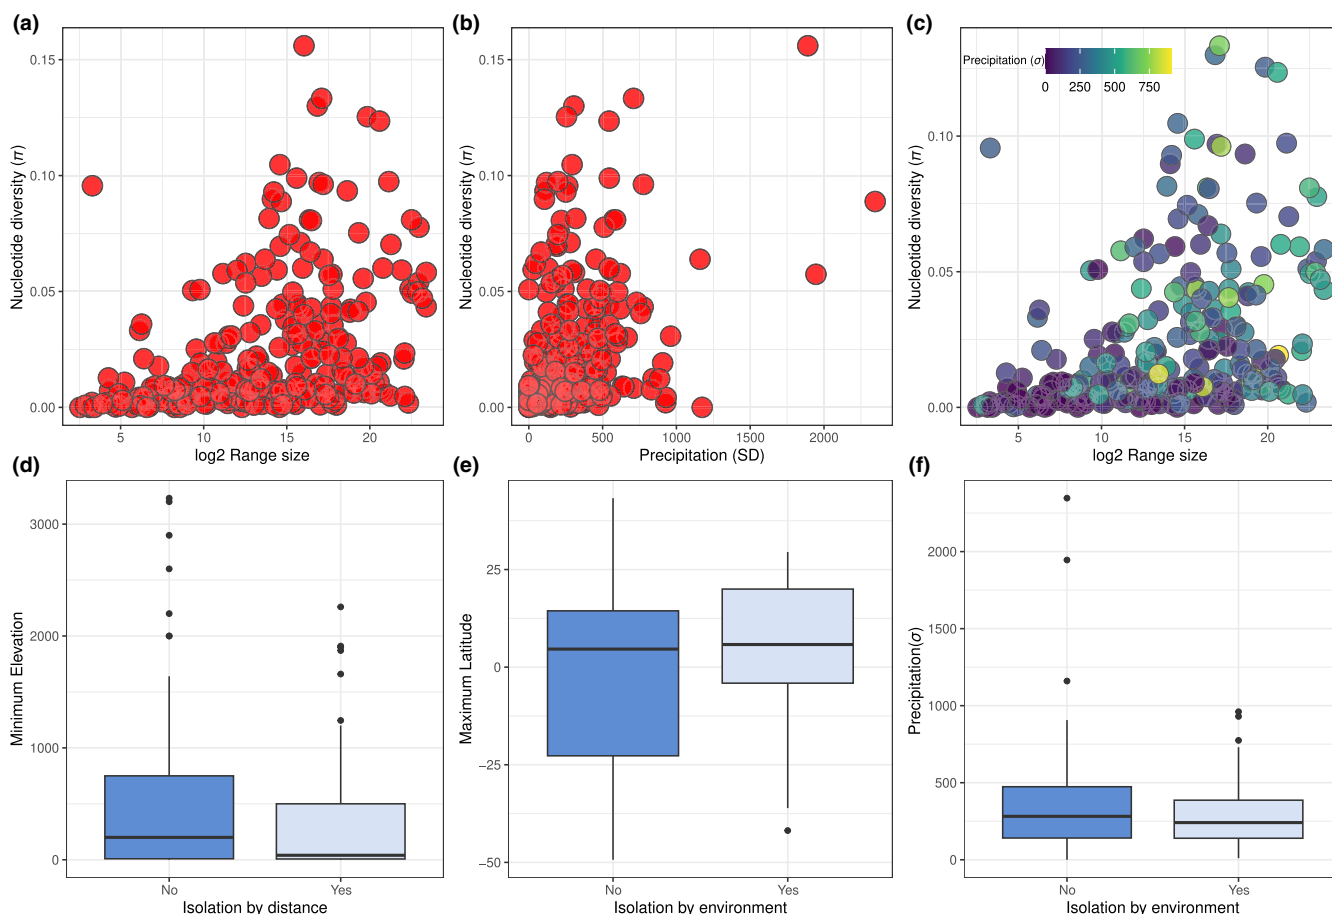 (a)
0.15
0.10
0.05
0.00
Nucleotide diversity (π)
5 10 15 20
log2 Range size
(b)
Nucleotide diversity (π)
0.15
0.10
0.05
0.00
0 500 1000 1500 2000
Precipitation (SD)
(c)
Precipitation (σ)
0 250 500 750
Nucleotide diversity (π)
0.10
0.05
0.00
5 10 15 20
log2 Range size
(d)
Minimum Elevation
3000
2000
1000
0
No Yes
Isolation by distance
(e)
Maximum Latitude
25
0
−25
−50
No Yes
Isolation by environment
(f)
Precipitation(σ)
2000
1500
1000
500
0
No Yes
Isolation by environment